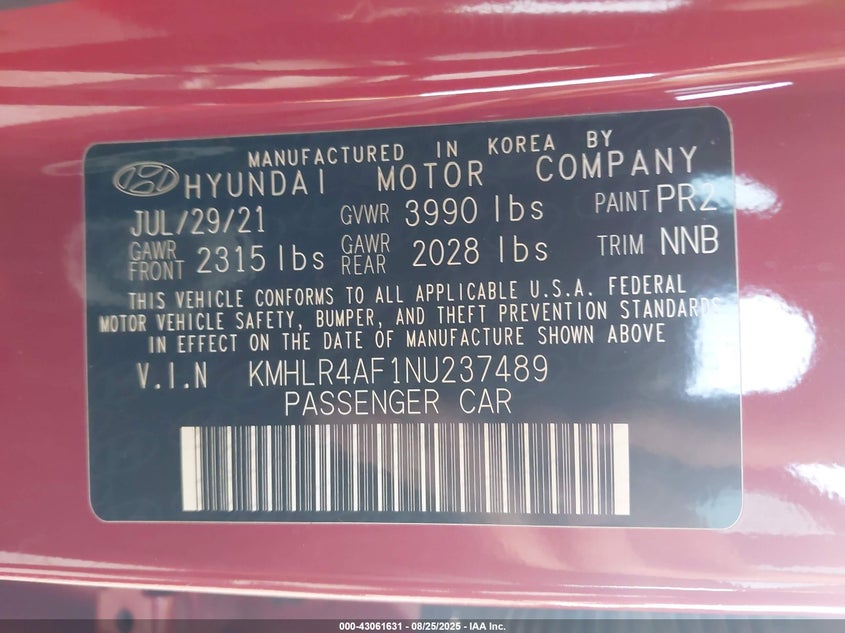 MANUFACTURED IN KOREA BY
HYUNDAI MOTOR COMPANY
JUL/29/21 GVWR 3990 lbs PAINT PR2
GAWR FRONT 2315 lbs GAWR REAR 2028 lbs TRIM NNB
THIS VEHICLE CONFORMS TO ALL APPLICABLE U.S.A. FEDERAL
MOTOR VEHICLE SAFETY, BUMPER, AND THEFT PREVENTION STANDARDS
IN EFFECT ON THE DATE OF MANUFACTURE SHOWN ABOVE
V.I.N KMHLR4AF1NU237489
PASSENGER CAR
000-43061631 - 08/25/2025 - IAA Inc.